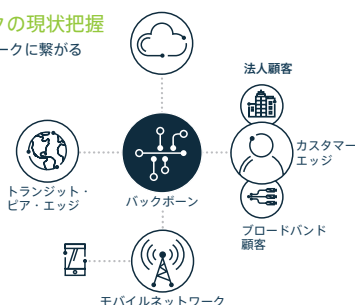 クの現状把握
ークに繋がる
法人顧客
カスタマー
エッジ
トランジット・
ピア・エッジ
バックボーン
ブロードバンド
顧客
モバイルネットワーク